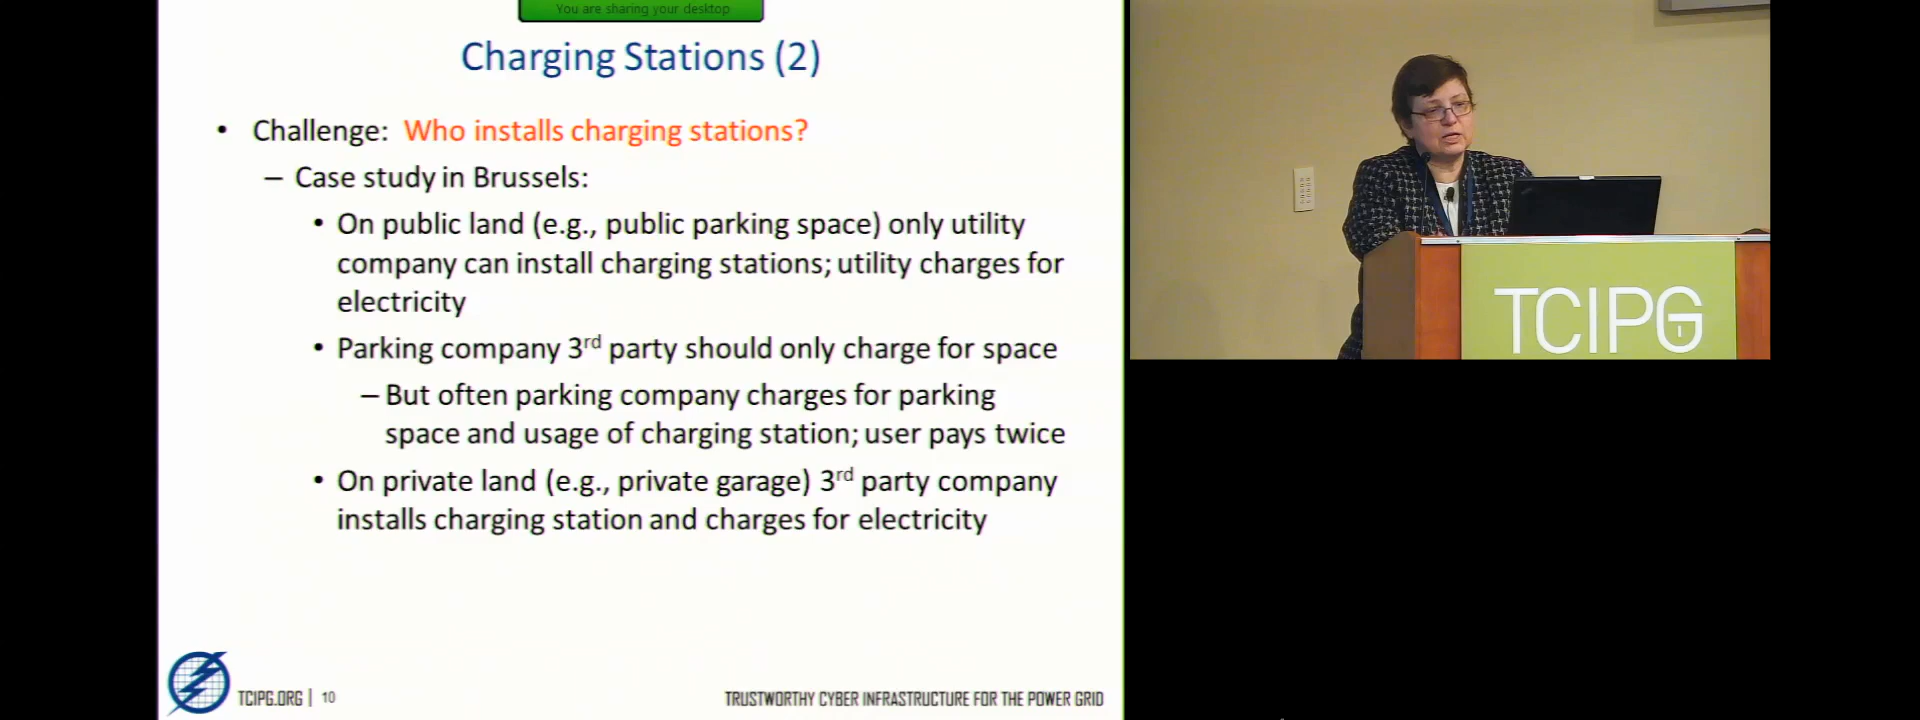 You are sharing your desktop
Charging Stations (2)
• Challenge: Who installs charging stations?
– Case study in Brussels:
• On public land (e.g., public parking space) only utility
company can install charging stations; utility charges for
electricity
• Parking company 3rd party should only charge for space
– But often parking company charges for parking
space and usage of charging station; user pays twice
• On private land (e.g., private garage) 3rd party company
installs charging station and charges for electricity
TCIPG.ORG | 10
TRUSTWORTHY CYBER INFRASTRUCTURE FOR THE POWER GRID
TCIPG